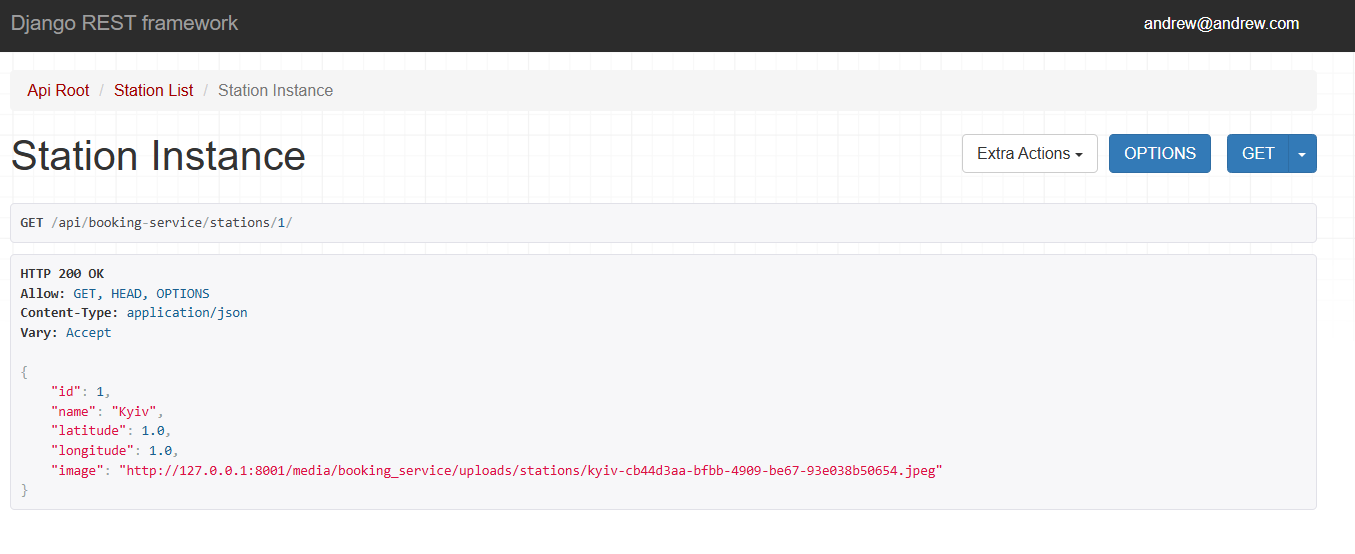 Django REST framework
andrew@andrew.com
Api Root / Station List / Station Instance
Station Instance
Extra Actions
OPTIONS
GET
GET /api/booking-service/stations/1/
HTTP 200 OK
Allow: GET, HEAD, OPTIONS
Content-Type: application/json
Vary: Accept
{
    "id": 1,
    "name": "Kyiv",
    "latitude": 1.0,
    "longitude": 1.0,
    "image": "http://127.0.0.1:8001/media/booking_service/uploads/stations/kyiv-cb44d3aa-bfbb-4909-be67-93e038b50654.jpeg"
}